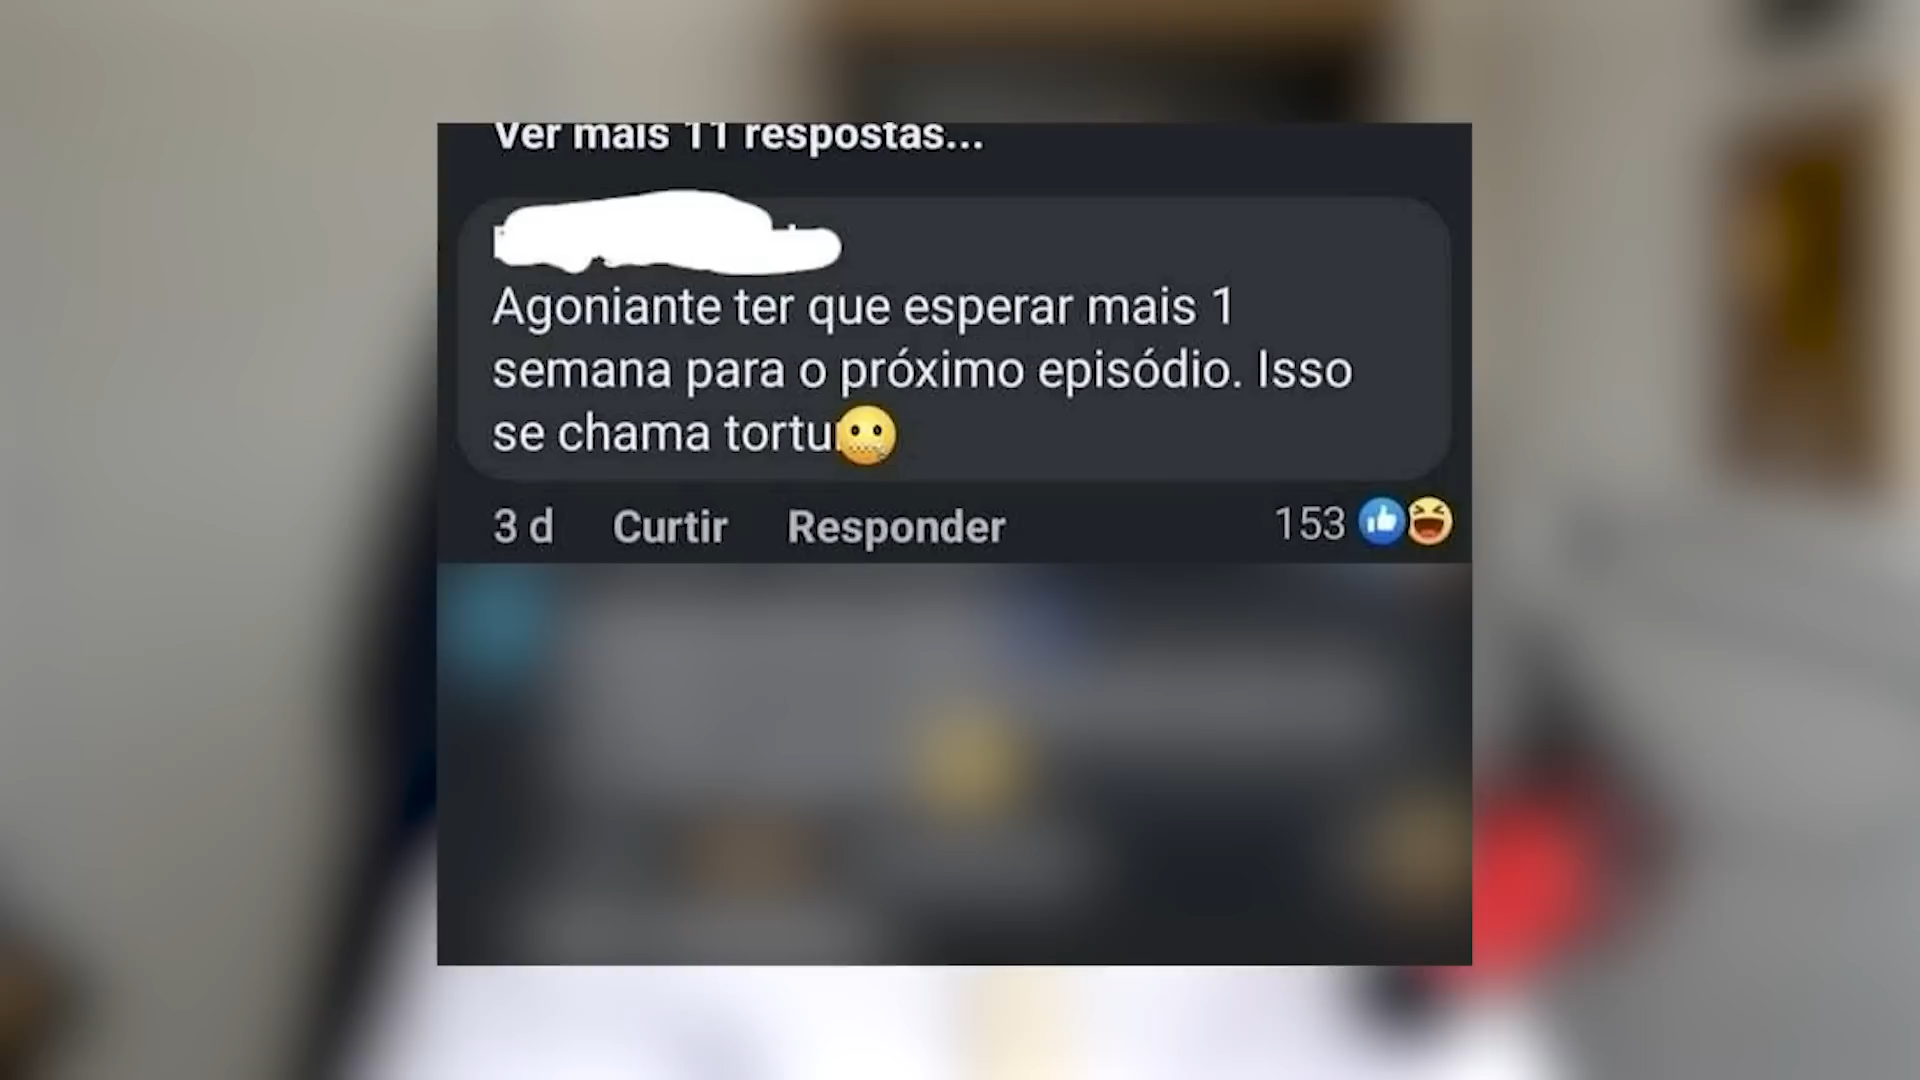 Ver mais 11 respostas...
Agoniante ter que esperar mais 1
semana para o próximo episódio. Isso
se chama tortur
3 d Curtir Responder 153